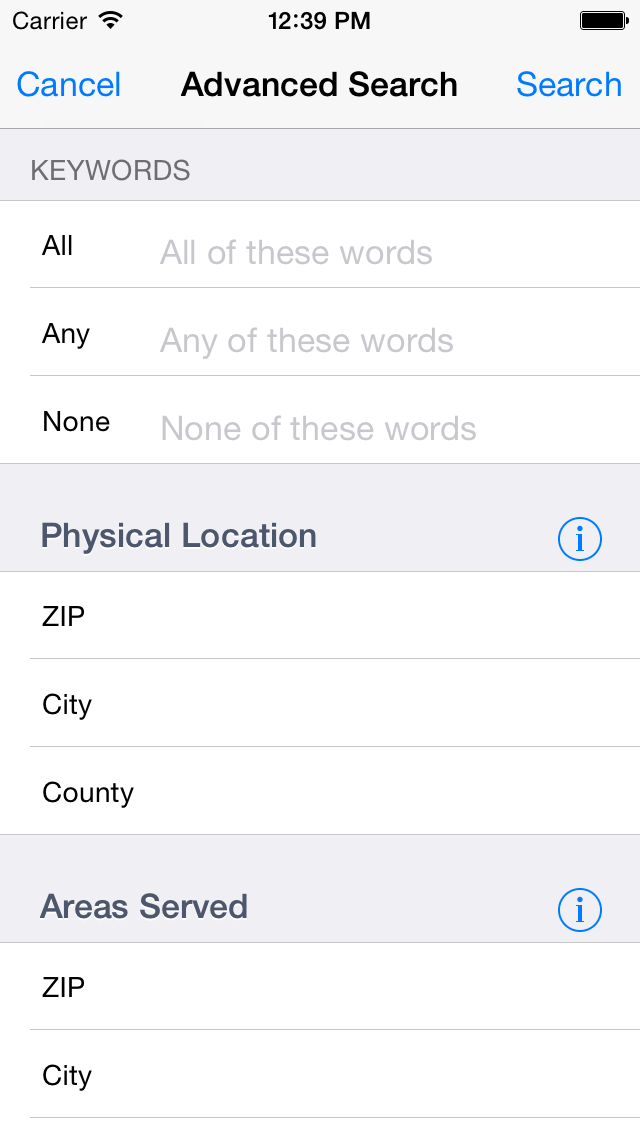 Carrier 12:39 PM
Cancel Advanced Search Search
KEYWORDS
All All of these words
Any Any of these words
None None of these words
Physical Location i
ZIP
City
County
Areas Served i
ZIP
City